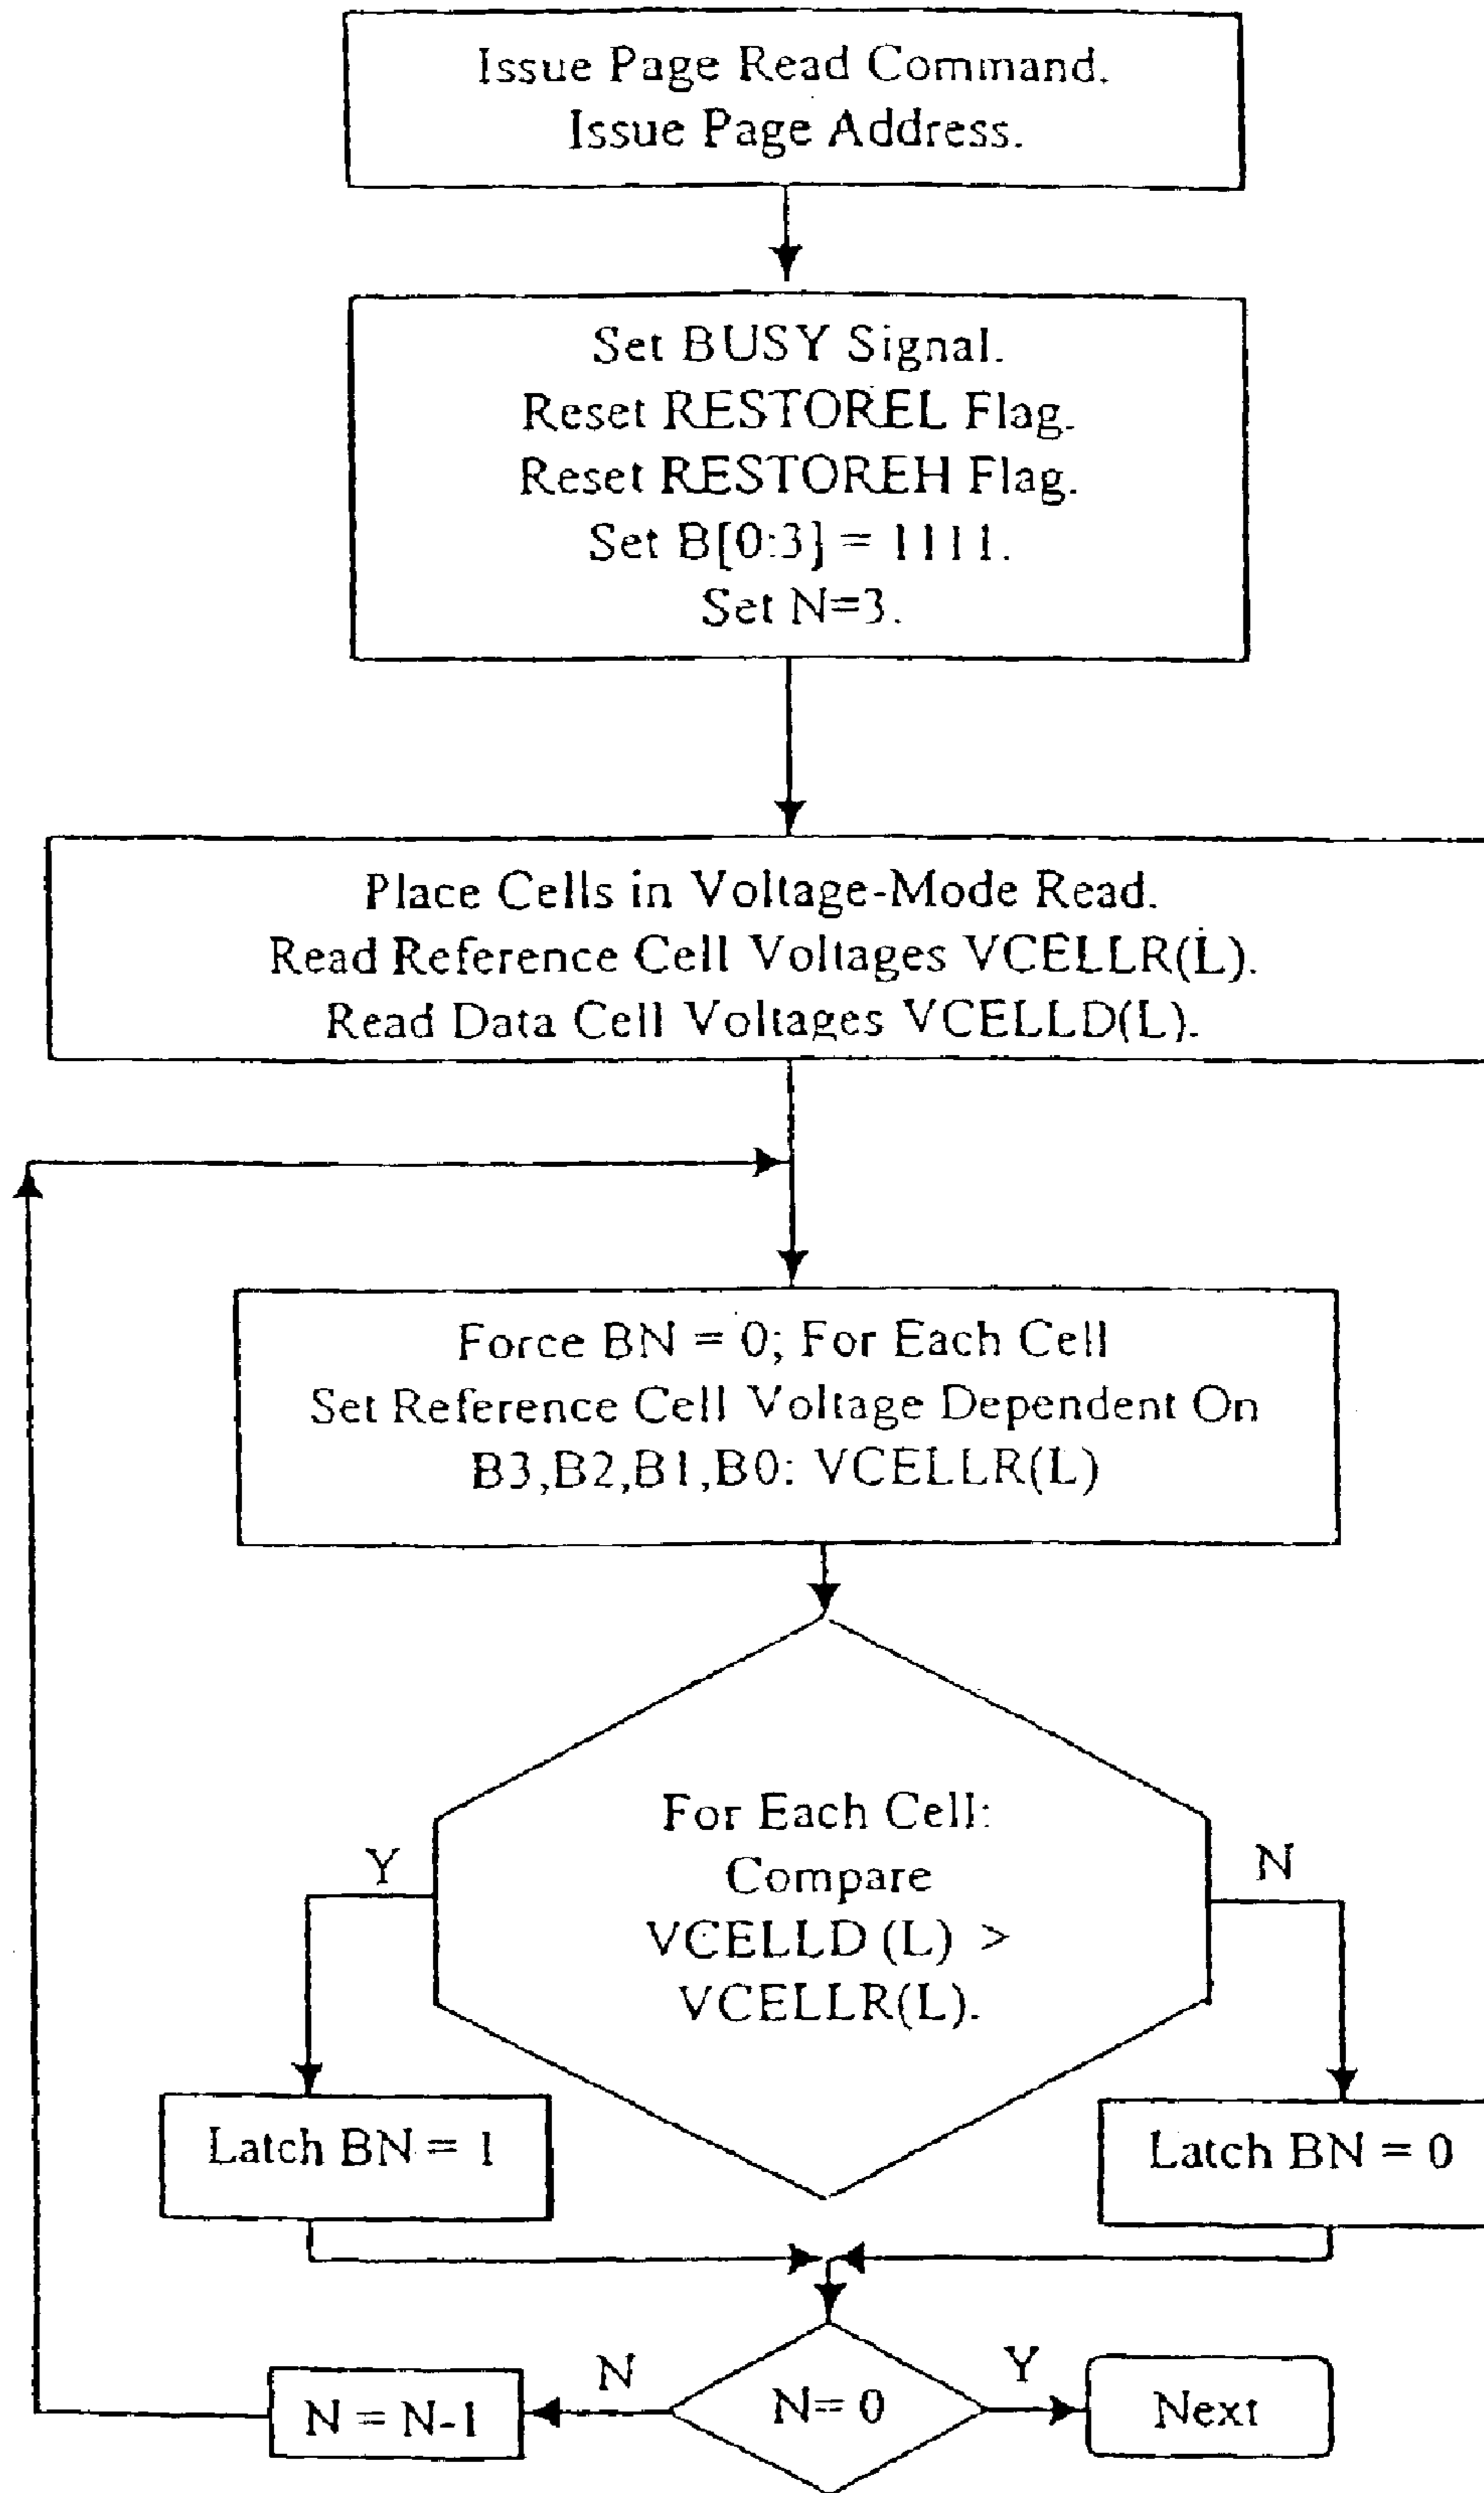 Issue Page Read Command.
Issue Page Address.
Set BUSY Signal.
Reset RESTOREL Flag.
Reset RESTOREH Flag.
Set B[0:3] = 1111.
Set N=3.
Place Cells in Voltage-Mode Read.
Read Reference Cell Voltages VCELLR(L).
Read Data Cell Voltages VCELLD(L).
Force BN = 0; For Each Cell
Set Reference Cell Voltage Dependent On
B3,B2,B1,B0: VCELLR(L)
For Each Cell:
Compare
VCELLD (L) >
VCELLR(L).
Y
N
Latch BN = 1
Latch BN = 0
N = N-1
N
N= 0
Y
Next